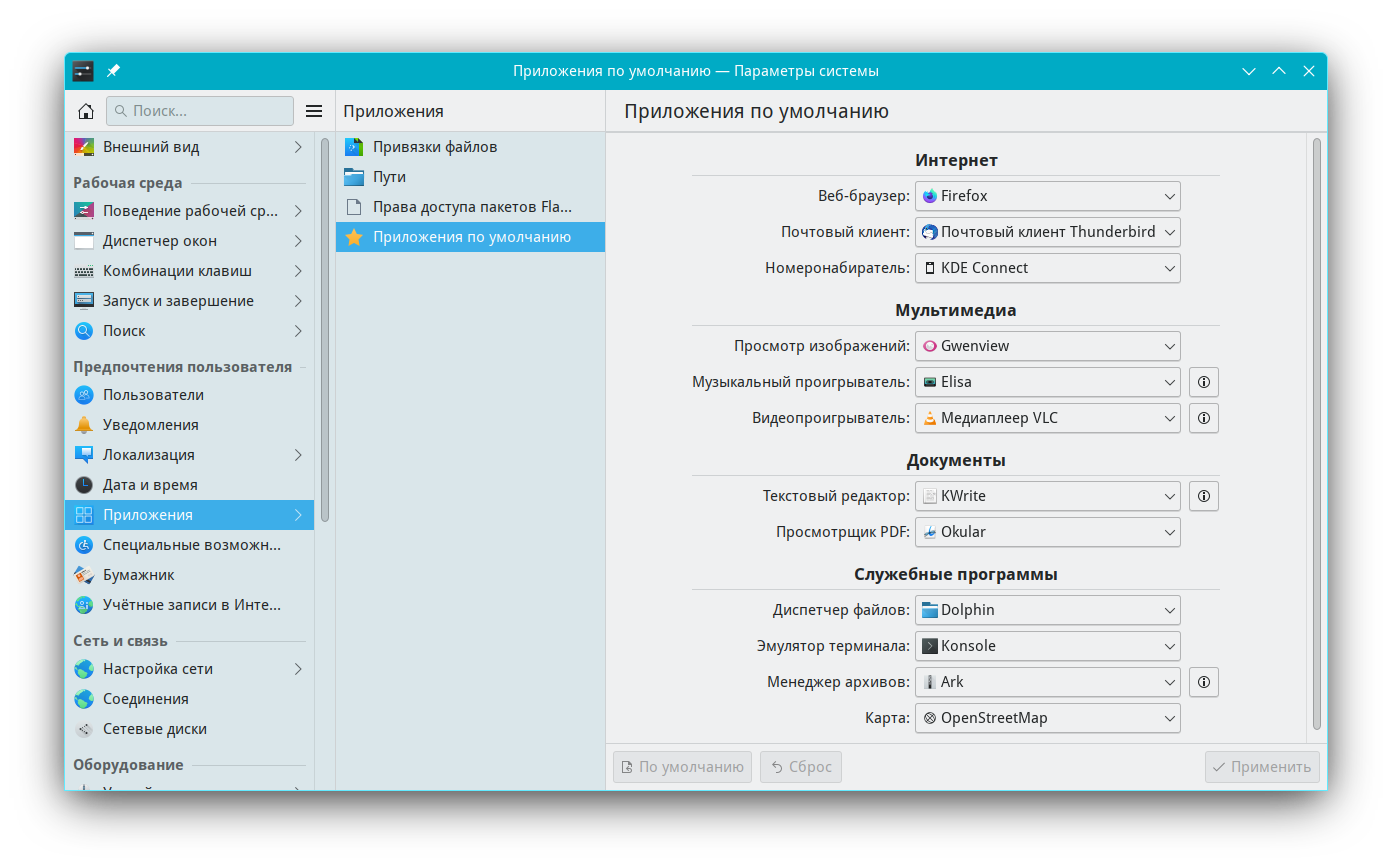 Приложения по умолчанию — Параметры системы
Поиск...
Внешний вид
Рабочая среда
Поведение рабочей ср...
Диспетчер окон
Комбинации клавиш
Запуск и завершение
Поиск
Предпочтения пользователя
Пользователи
Уведомления
Локализация
Дата и время
Приложения
Специальные возможн...
Бумажник
Учётные записи в Инте...
Сеть и связь
Настройка сети
Соединения
Сетевые диски
Оборудование
Приложения
Привязки файлов
Пути
Права доступа пакетов Fla...
Приложения по умолчанию
Приложения по умолчанию
Интернет
Веб-браузер: Firefox
Почтовый клиент: Почтовый клиент Thunderbird
Номеронабиратель: KDE Connect
Мультимедиа
Просмотр изображений: Gwenview
Музыкальный проигрыватель: Elisa
Видеопроигрыватель: Медиаплеер VLC
Документы
Текстовый редактор: KWrite
Просмотрщик PDF: Okular
Служебные программы
Диспетчер файлов: Dolphin
Эмулятор терминала: Konsole
Менеджер архивов: Ark
Карта: OpenStreetMap
По умолчанию Сброс Применить